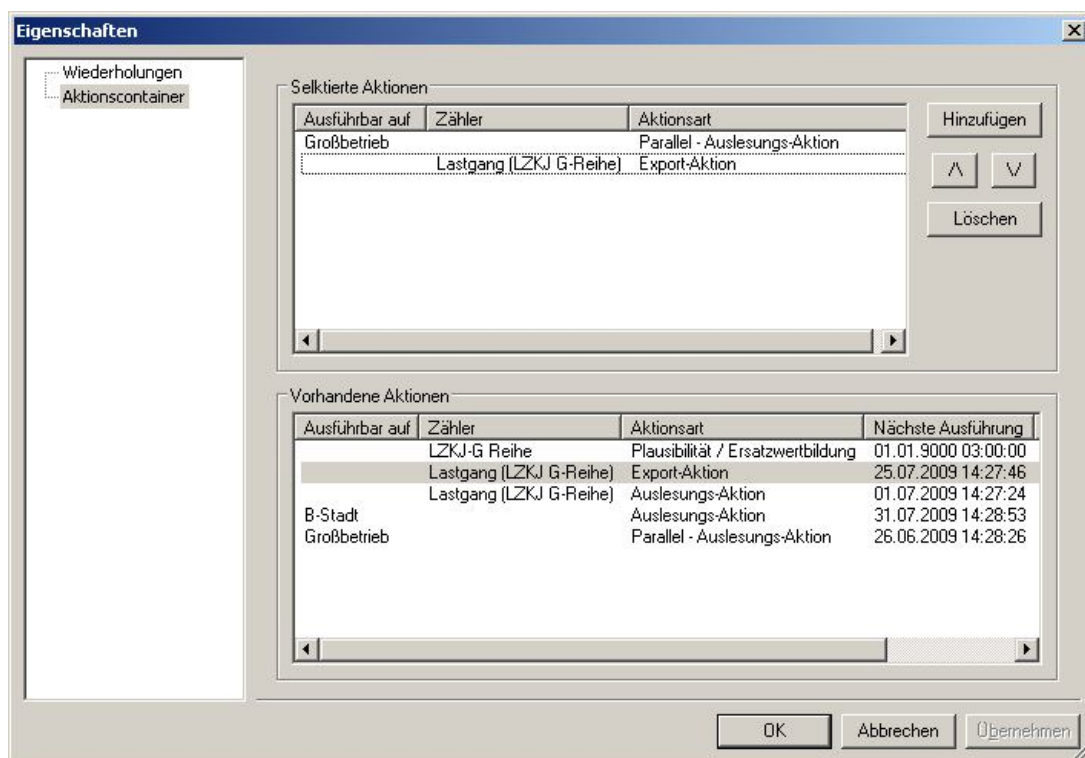 Eigenschaften
Wiederholungen
Aktionscontainer
Selktierte Aktionen
Ausführbar auf Zähler Aktionsart
Großbetrieb Parallel - Auslesungs-Aktion
Lastgang (LZKJ G-Reihe) Export-Aktion
Hinzufügen
/\ \/
Löschen
Vorhandene Aktionen
Ausführbar auf Zähler Aktionsart Nächste Ausführung
LZKJ-G Reihe Plausibilität / Ersatzwertbildung 01.01.9000 03:00:00
Lastgang (LZKJ G-Reihe) Export-Aktion 25.07.2009 14:27:46
Lastgang (LZKJ G-Reihe) Auslesungs-Aktion 01.07.2009 14:27:24
B-Stadt Auslesungs-Aktion 31.07.2009 14:28:53
Großbetrieb Parallel - Auslesungs-Aktion 26.06.2009 14:28:26
OK Abbrechen Übernehmen